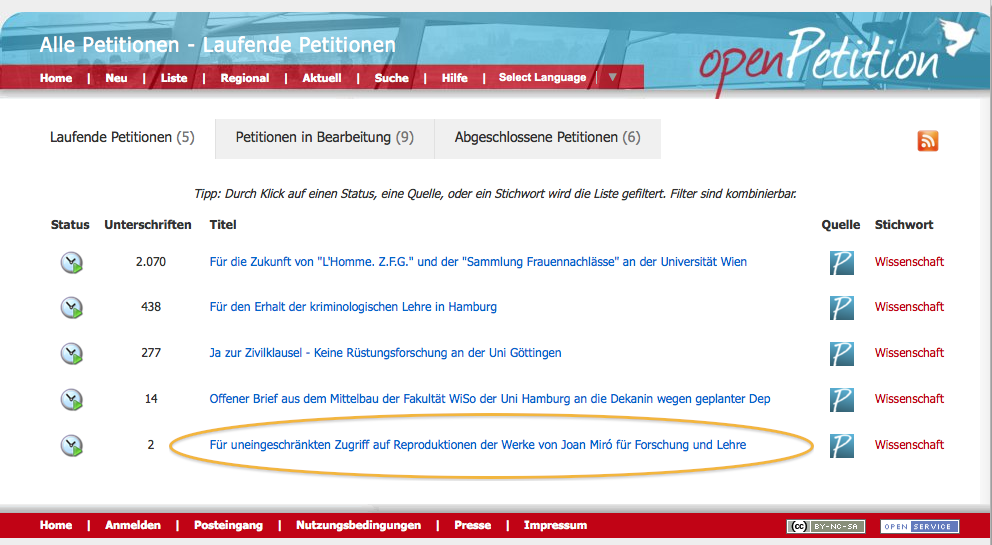 Alle Petitionen - Laufende Petitionen
openPetition
Home | Neu | Liste | Regional | Aktuell | Suche | Hilfe | Select Language | ▼
Laufende Petitionen (5) Petitionen in Bearbeitung (9) Abgeschlossene Petitionen (6)
Tipp: Durch Klick auf einen Status, eine Quelle, oder ein Stichwort wird die Liste gefiltert. Filter sind kombinierbar.
Status Unterschriften Titel Quelle Stichwort
2.070 Für die Zukunft von "L'Homme. Z.F.G." und der "Sammlung Frauennachlässe" an der Universität Wien P Wissenschaft
438 Für den Erhalt der kriminologischen Lehre in Hamburg P Wissenschaft
277 Ja zur Zivilklausel - Keine Rüstungsforschung an der Uni Göttingen P Wissenschaft
14 Offener Brief aus dem Mittelbau der Fakultät WiSo der Uni Hamburg an die Dekanin wegen geplanter Dep P Wissenschaft
2 Für uneingeschränkten Zugriff auf Reproduktionen der Werke von Joan Miró für Forschung und Lehre P Wissenschaft
Home | Anmelden | Posteingang | Nutzungsbedingungen | Presse | Impressum (cc) BY-NC-SA OPEN SERVICE